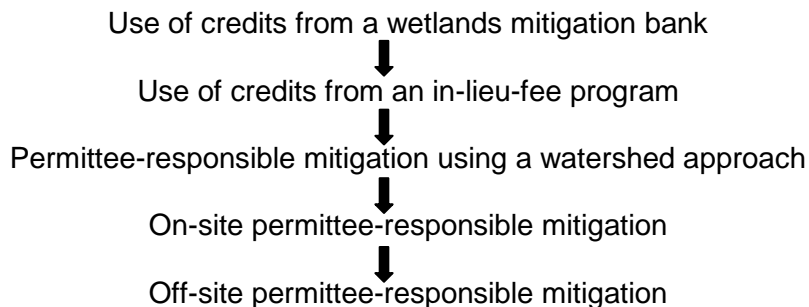 Use of credits from a wetlands mitigation bank
Use of credits from an in-lieu-fee program
Permittee-responsible mitigation using a watershed approach
On-site permittee-responsible mitigation
Off-site permittee-responsible mitigation